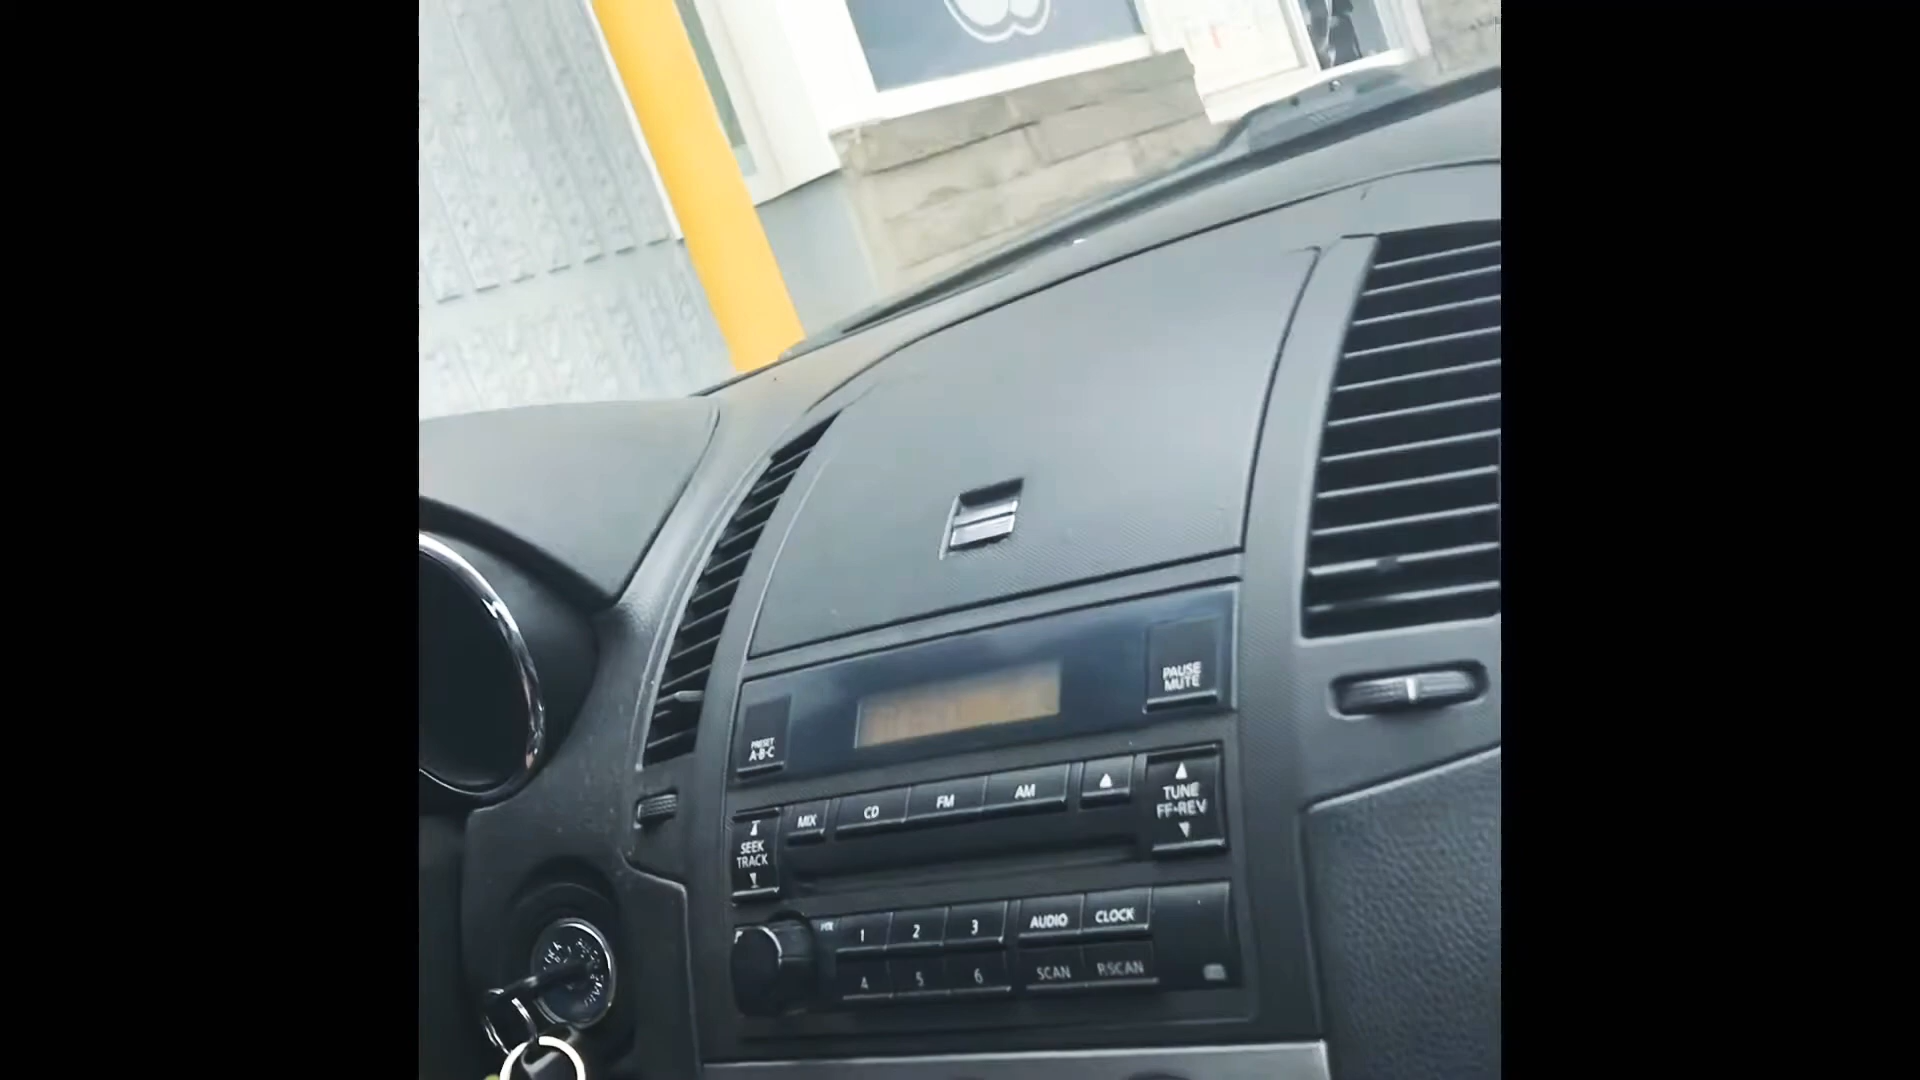 PAUSE
MUTE
PRESET
A·B·C
MIX
CD
FM
AM
TUNE
FF·REV
SEEK
TRACK
1
2
3
AUDIO
CLOCK
4
5
6
SCAN
P.SCAN